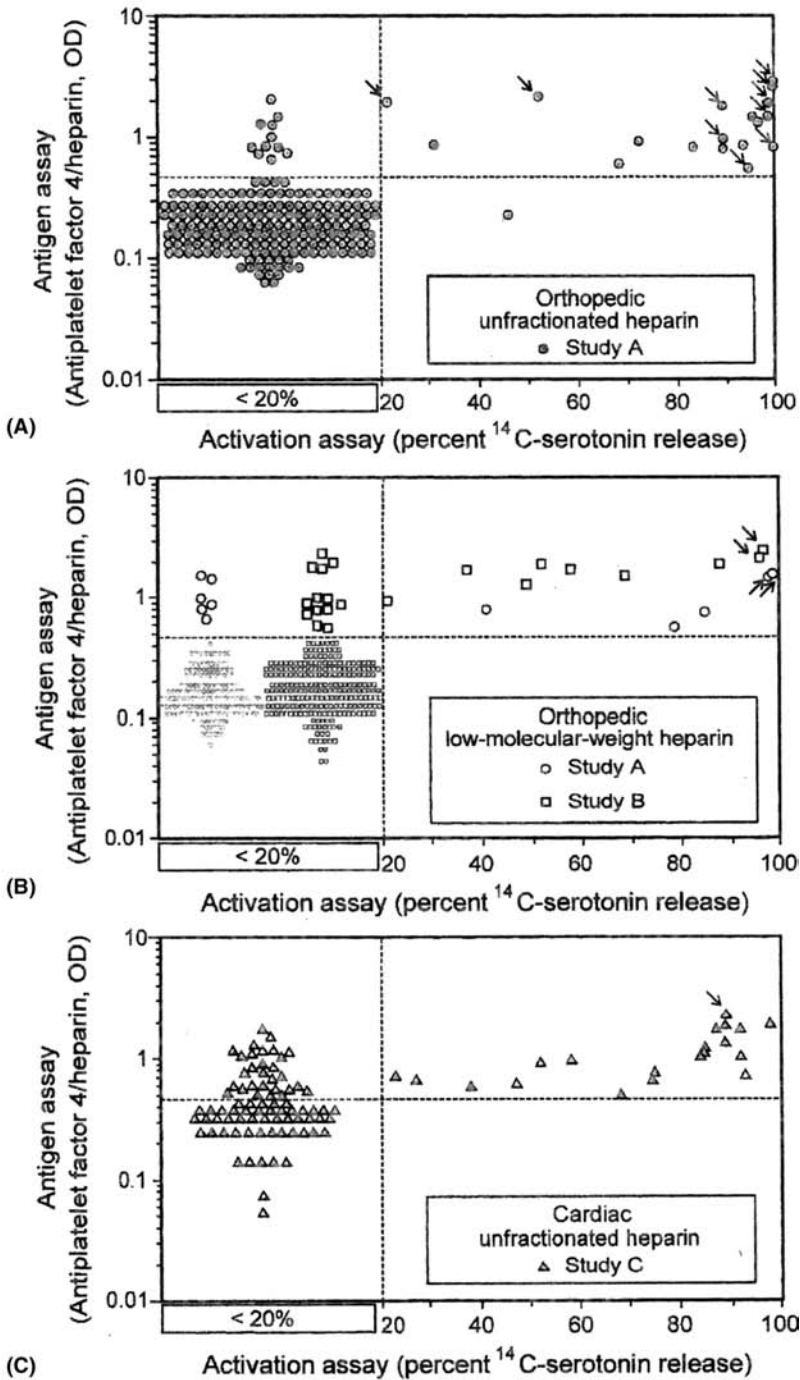 10
1
0.1
0.01
Antigen assay
(Antiplatelet factor 4/heparin, OD)
Orthopedic
unfractionated heparin
Study A
< 20%
20
40
60
80
100
(A)
Activation assay (percent ¹⁴C-serotonin release)
10
1
0.1
0.01
Antigen assay
(Antiplatelet factor 4/heparin, OD)
Orthopedic
low-molecular-weight heparin
Study A
Study B
< 20%
20
40
60
80
100
(B)
Activation assay (percent ¹⁴C-serotonin release)
10
1
0.1
0.01
Antigen assay
(Antiplatelet factor 4/heparin, OD)
Cardiac
unfractionated heparin
Study C
< 20%
20
40
60
80
100
(C)
Activation assay (percent ¹⁴C-serotonin release)